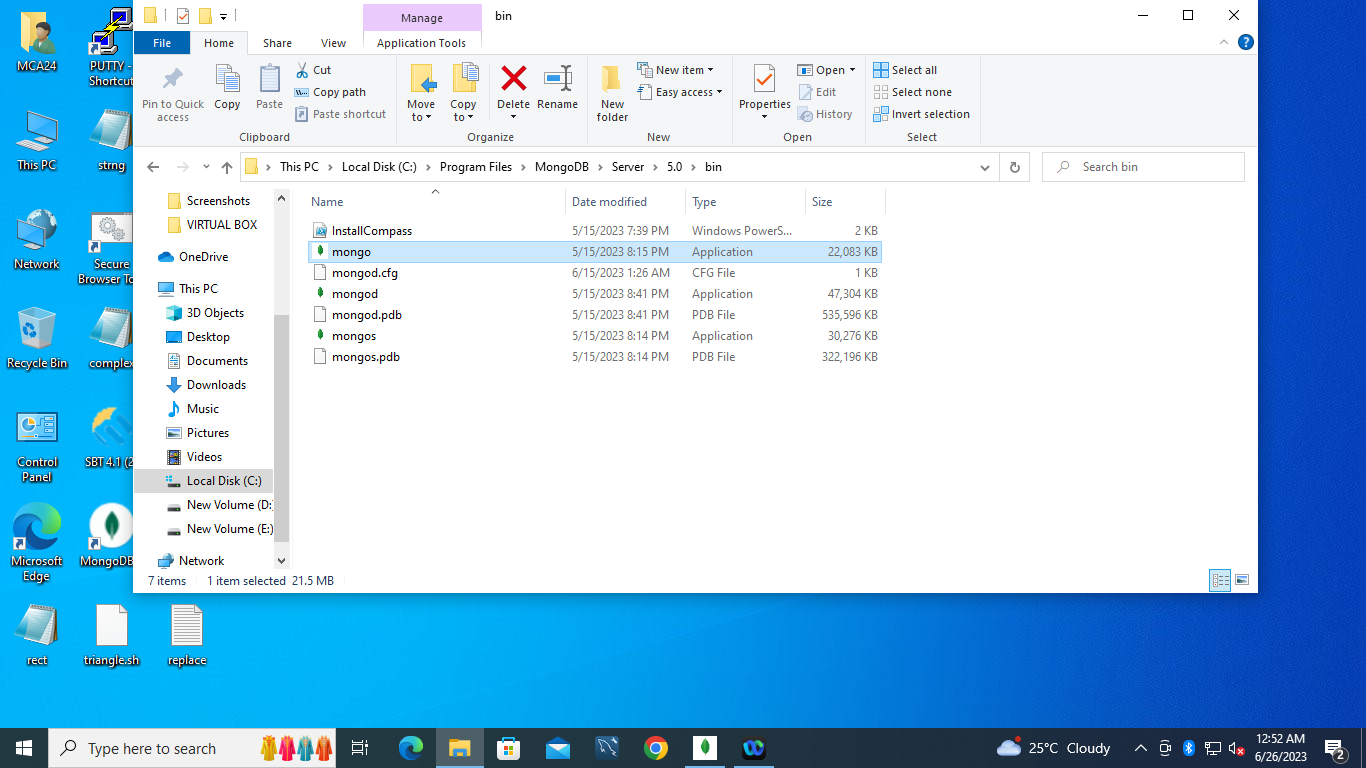 Manage
bin
File
Home
Share
View
Application Tools
Pin to Quick access
Copy
Paste
Cut
Copy path
Paste shortcut
Clipboard
Move to
Copy to
Delete
Rename
Organize
New folder
New item
Easy access
New
Properties
Open
Edit
History
Open
Select all
Select none
Invert selection
Select
This PC
Local Disk (C:)
Program Files
MongoDB
Server
5.0
bin
Search bin
Screenshots
VIRTUAL BOX
OneDrive
This PC
3D Objects
Desktop
Documents
Downloads
Music
Pictures
Videos
Local Disk (C:)
New Volume (D:)
New Volume (E:)
Network
Name Date modified Type Size
InstallCompass 5/15/2023 7:39 PM Windows PowerS... 2 KB
mongo 5/15/2023 8:15 PM Application 22,083 KB
mongod.cfg 6/15/2023 1:26 AM CFG File 1 KB
mongod 5/15/2023 8:41 PM Application 47,304 KB
mongod.pdb 5/15/2023 8:41 PM PDB File 535,596 KB
mongos 5/15/2023 8:14 PM Application 30,276 KB
mongos.pdb 5/15/2023 8:14 PM PDB File 322,196 KB
7 items 1 item selected 21.5 MB
MCA24
PUTTY -
Shortcut
This PC
strng
Network
Secure
Browser To
Recycle Bin
complex
Control
Panel
SBT 4.1 (2
Microsoft
Edge
MongoDB
rect
triangle.sh
replace
Type here to search
25°C Cloudy
12:52 AM
6/26/2023
2